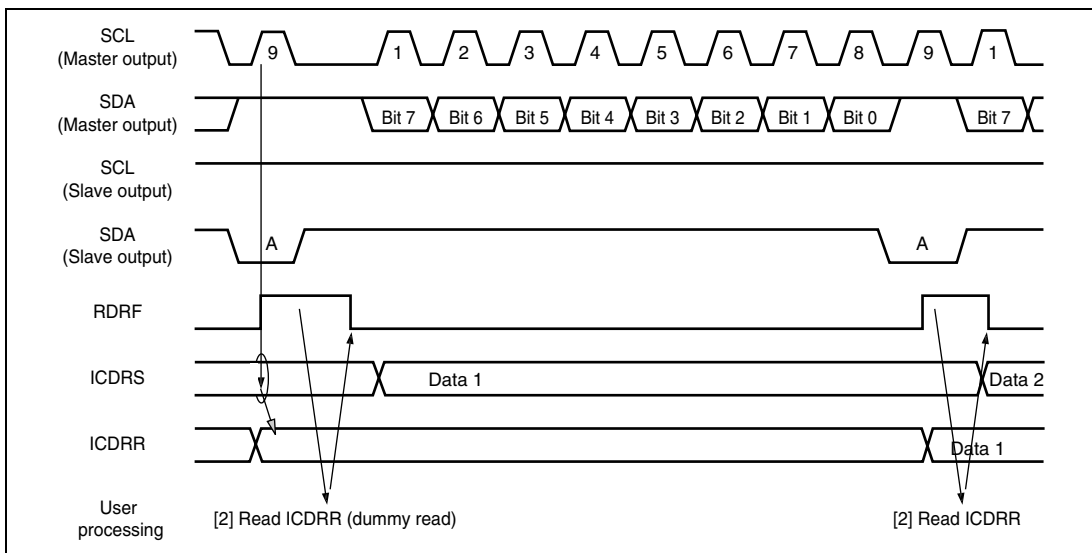 SCL
(Master output)
9 1 2 3 4 5 6 7 8 9 1
SDA
(Master output)
Bit 7 Bit 6 Bit 5 Bit 4 Bit 3 Bit 2 Bit 1 Bit 0 Bit 7
SCL
(Slave output)
SDA
(Slave output)
A A
RDRF
ICDRS
Data 1 Data 2
ICDRR
Data 1
User
processing
[2] Read ICDRR (dummy read) [2] Read ICDRR